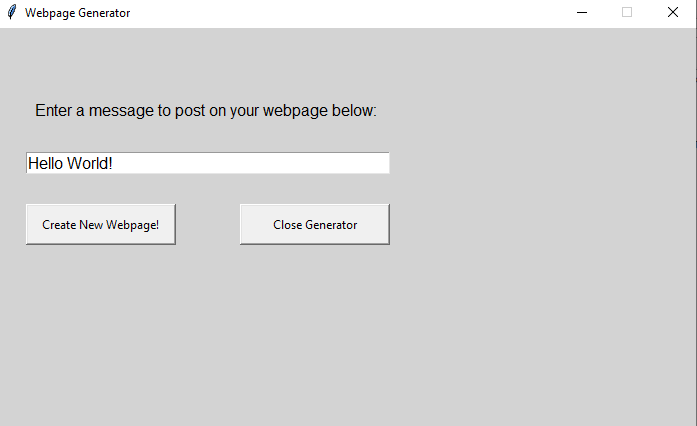 Webpage Generator
Enter a message to post on your webpage below:
Hello World!
Create New Webpage!
Close Generator